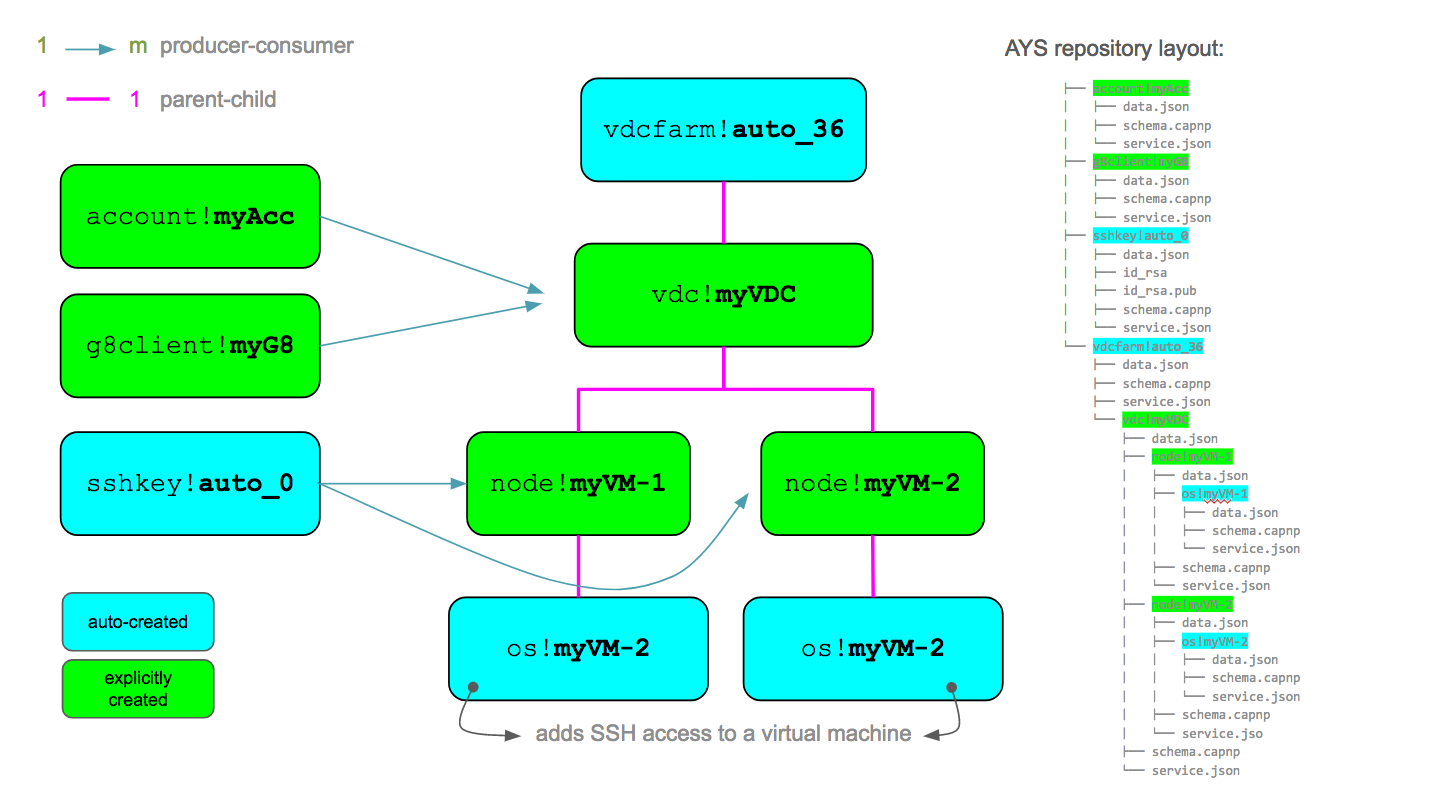 1 m producer-consumer
1 1 parent-child
vdcfarm!auto_36
account!myAcc
vdc!myVDC
g8client!myG8
sshkey!auto_0
node!myVM-1
node!myVM-2
os!myVM-2
os!myVM-2
auto-created
explicitly
created
adds SSH access to a virtual machine
AYS repository layout:
account!myAcc
data.json
schema.capnp
service.json
g8client!myG8
data.json
schema.capnp
service.json
sshkey!auto_0
data.json
id_rsa
id_rsa.pub
schema.capnp
service.json
vdcfarm!auto_36
data.json
schema.capnp
service.json
vdc!myVDC
data.json
node!myVM-1
data.json
os!myVM-1
data.json
schema.capnp
service.json
schema.capnp
service.json
node!myVM-2
data.json
os!myVM-2
data.json
schema.capnp
service.json
schema.capnp
service.jso
schema.capnp
service.json